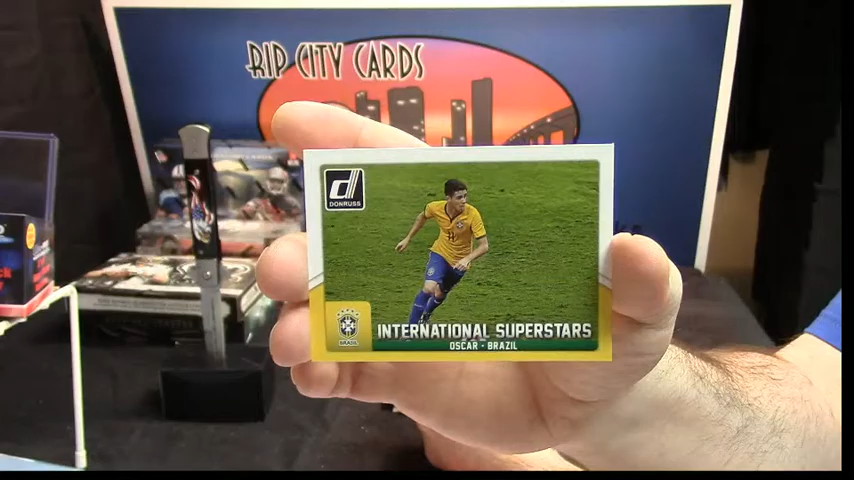 RIP CITY CARDS
DONRUSS
BRASIL
INTERNATIONAL SUPERSTARS
OSCAR • BRAZIL